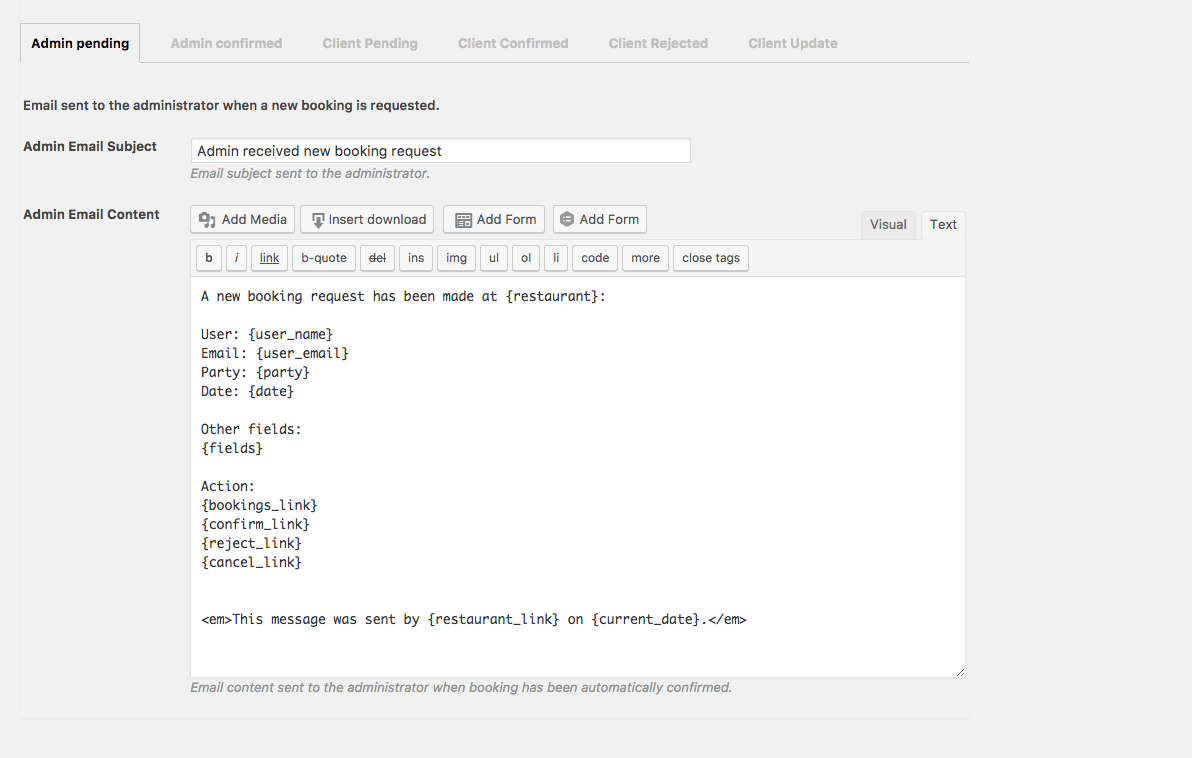 Admin pending Admin confirmed Client Pending Client Confirmed Client Rejected Client Update
Email sent to the administrator when a new booking is requested.
Admin Email Subject
Admin received new booking request
Email subject sent to the administrator.
Admin Email Content
Add Media Insert download Add Form Add Form
Visual Text
b i link b-quote del ins img ul ol li code more close tags
A new booking request has been made at {restaurant}:
User: {user_name}
Email: {user_email}
Party: {party}
Date: {date}
Other fields:
{fields}
Action:
{bookings_link}
{confirm_link}
{reject_link}
{cancel_link}
<em>This message was sent by {restaurant_link} on {current_date}.</em>
Email content sent to the administrator when booking has been automatically confirmed.